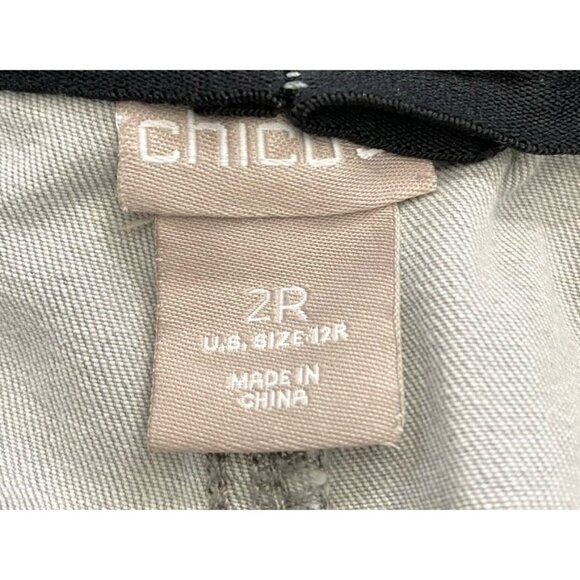 chico's
2R
U.S. SIZE 12R
MADE IN
CHINA